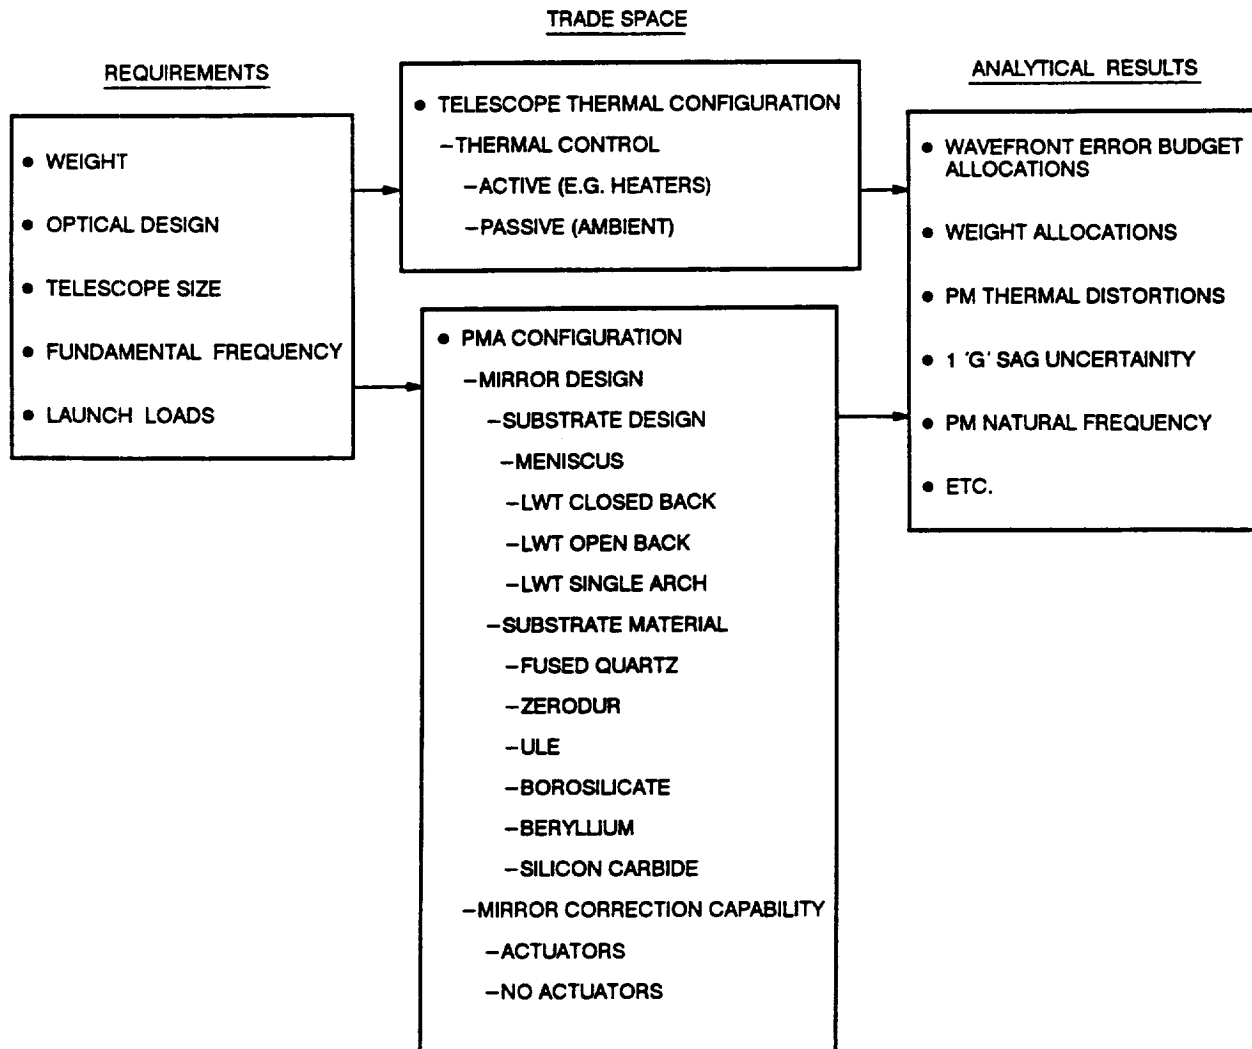 TRADE SPACE
REQUIREMENTS
● WEIGHT
● OPTICAL DESIGN
● TELESCOPE SIZE
● FUNDAMENTAL FREQUENCY
● LAUNCH LOADS
● TELESCOPE THERMAL CONFIGURATION
–THERMAL CONTROL
–ACTIVE (E.G. HEATERS)
–PASSIVE (AMBIENT)
● PMA CONFIGURATION
–MIRROR DESIGN
–SUBSTRATE DESIGN
–MENISCUS
–LWT CLOSED BACK
–LWT OPEN BACK
–LWT SINGLE ARCH
–SUBSTRATE MATERIAL
–FUSED QUARTZ
–ZERODUR
–ULE
–BOROSILICATE
–BERYLLIUM
–SILICON CARBIDE
–MIRROR CORRECTION CAPABILITY
–ACTUATORS
–NO ACTUATORS
ANALYTICAL RESULTS
● WAVEFRONT ERROR BUDGET
ALLOCATIONS
● WEIGHT ALLOCATIONS
● PM THERMAL DISTORTIONS
● 1 'G' SAG UNCERTAINITY
● PM NATURAL FREQUENCY
● ETC.